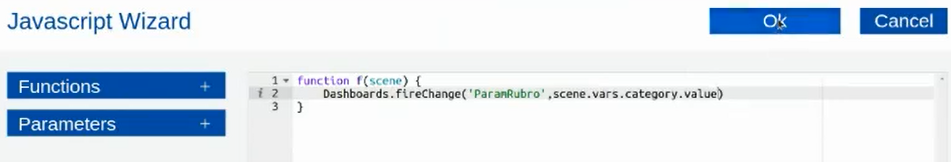 Javascript Wizard
Ok
Cancel
Functions +
Parameters +
1 function f(scene) {
i 2 Dashboards.fireChange('ParamRubro',scene.vars.category.value)
3 }